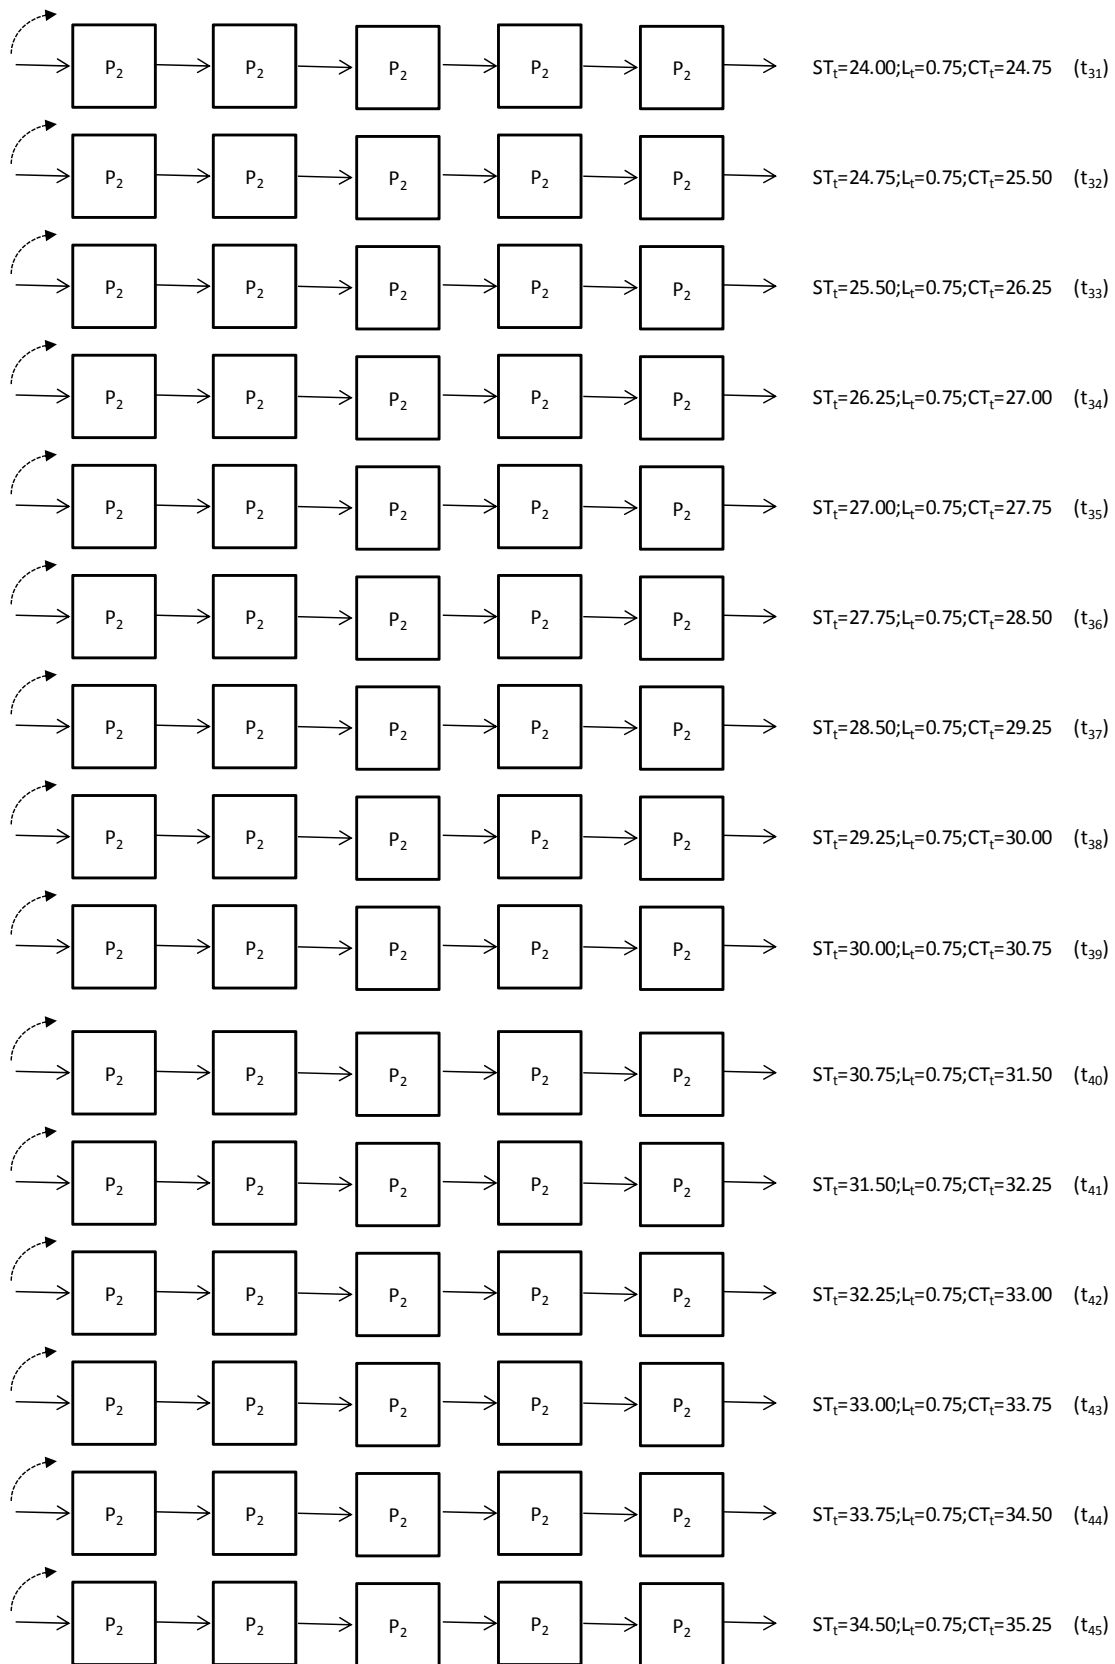 P₂ P₂ P₂ P₂ P₂ STₜ=24.00;Lₜ=0.75;CTₜ=24.75 (t₃₁)
P₂ P₂ P₂ P₂ P₂ STₜ=24.75;Lₜ=0.75;CTₜ=25.50 (t₃₂)
P₂ P₂ P₂ P₂ P₂ STₜ=25.50;Lₜ=0.75;CTₜ=26.25 (t₃₃)
P₂ P₂ P₂ P₂ P₂ STₜ=26.25;Lₜ=0.75;CTₜ=27.00 (t₃₄)
P₂ P₂ P₂ P₂ P₂ STₜ=27.00;Lₜ=0.75;CTₜ=27.75 (t₃₅)
P₂ P₂ P₂ P₂ P₂ STₜ=27.75;Lₜ=0.75;CTₜ=28.50 (t₃₆)
P₂ P₂ P₂ P₂ P₂ STₜ=28.50;Lₜ=0.75;CTₜ=29.25 (t₃₇)
P₂ P₂ P₂ P₂ P₂ STₜ=29.25;Lₜ=0.75;CTₜ=30.00 (t₃₈)
P₂ P₂ P₂ P₂ P₂ STₜ=30.00;Lₜ=0.75;CTₜ=30.75 (t₃₉)
P₂ P₂ P₂ P₂ P₂ STₜ=30.75;Lₜ=0.75;CTₜ=31.50 (t₄₀)
P₂ P₂ P₂ P₂ P₂ STₜ=31.50;Lₜ=0.75;CTₜ=32.25 (t₄₁)
P₂ P₂ P₂ P₂ P₂ STₜ=32.25;Lₜ=0.75;CTₜ=33.00 (t₄₂)
P₂ P₂ P₂ P₂ P₂ STₜ=33.00;Lₜ=0.75;CTₜ=33.75 (t₄₃)
P₂ P₂ P₂ P₂ P₂ STₜ=33.75;Lₜ=0.75;CTₜ=34.50 (t₄₄)
P₂ P₂ P₂ P₂ P₂ STₜ=34.50;Lₜ=0.75;CTₜ=35.25 (t₄₅)